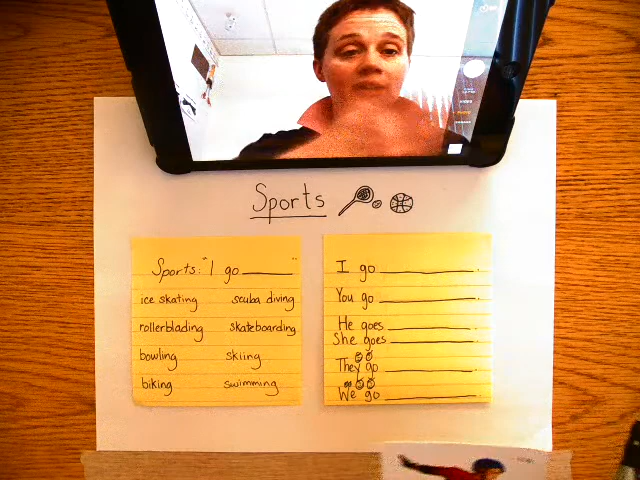 Sports
Sports: "I go ______"
ice skating scuba diving
rollerblading skateboarding
bowling skiing
biking swimming
I go ______.
You go ______.
He goes ______.
She goes ______.
They go ______.
We go ______.